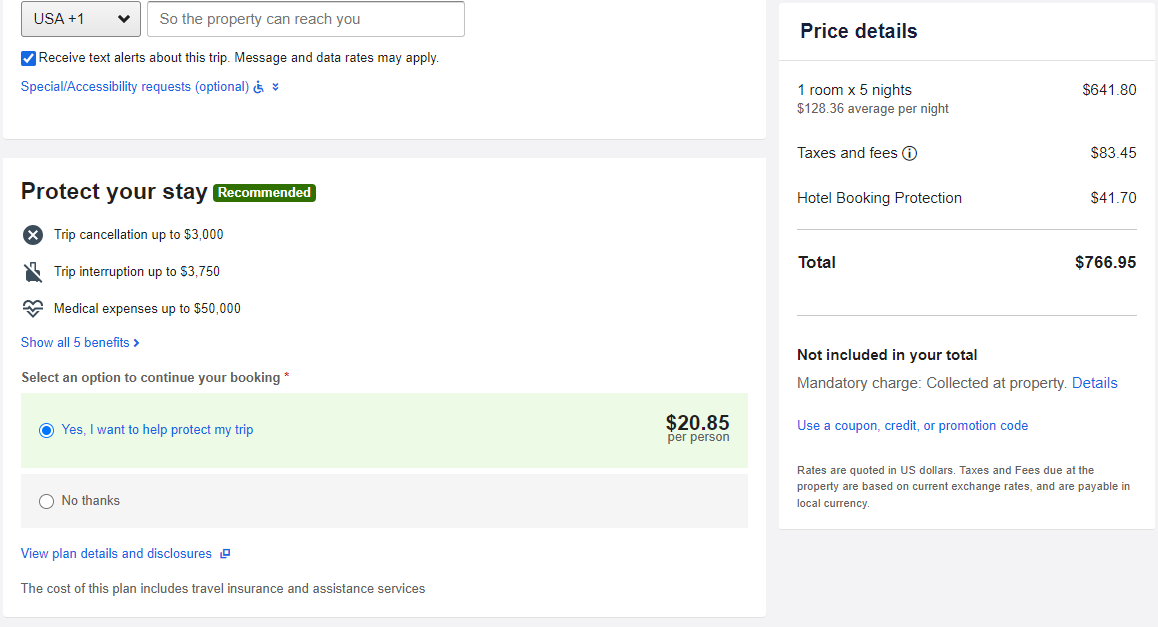 USA +1
So the property can reach you
Receive text alerts about this trip. Message and data rates may apply.
Special/Accessibility requests (optional)
Protect your stay Recommended
Trip cancellation up to $3,000
Trip interruption up to $3,750
Medical expenses up to $50,000
Show all 5 benefits
Select an option to continue your booking *
Yes, I want to help protect my trip
$20.85
per person
No thanks
View plan details and disclosures
The cost of this plan includes travel insurance and assistance services
Price details
1 room x 5 nights $641.80
$128.36 average per night
Taxes and fees $83.45
Hotel Booking Protection $41.70
Total $766.95
Not included in your total
Mandatory charge: Collected at property. Details
Use a coupon, credit, or promotion code
Rates are quoted in US dollars. Taxes and Fees due at the
property are based on current exchange rates, and are payable in
local currency.